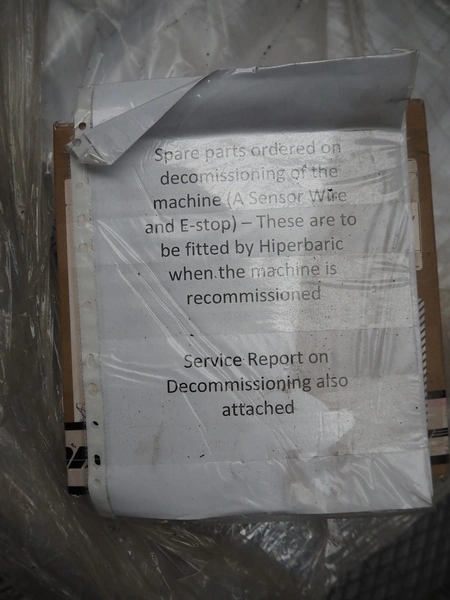 Spare parts ordered on
decomissioning of the
machine (A Sensor Wire
and E-stop) – These are to
be fitted by Hiperbaric
when the machine is
recommissioned
Service Report on
Decommissioning also
attached